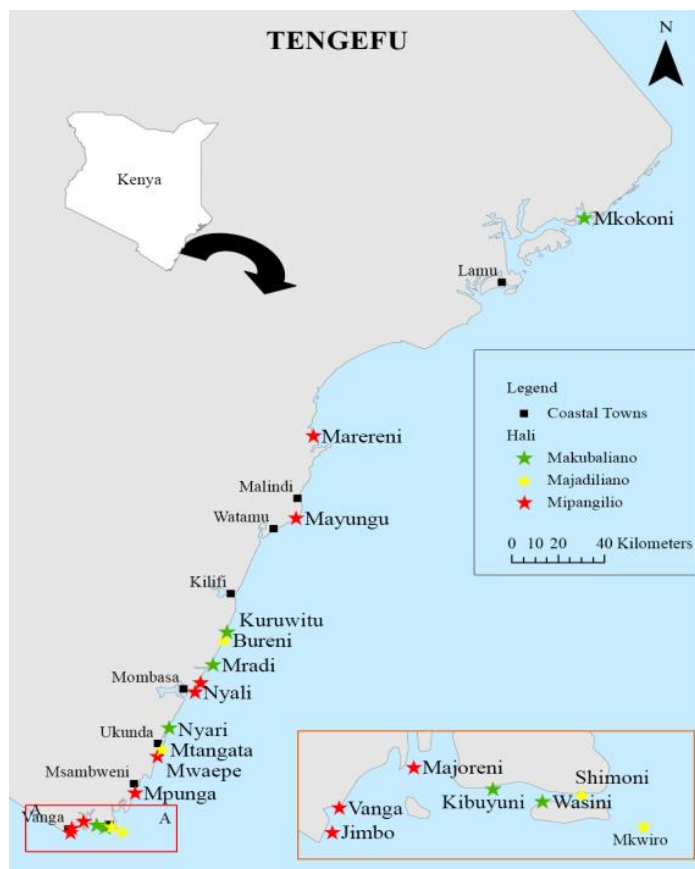 TENGEFU
N
Kenya
Mkokoni
Lamu
Legend
Coastal Towns
Hali
Makubaliano
Majadiliano
Mipangilio
0 10 20 40 Kilometers
Marereni
Malindi
Mayungu
Watamu
Kilifi
Kuruwitu
Bureni
Mradi
Mombasa
Nyali
Nyari
Ukunda
Mtangata
Mwaepe
Msambweni
Mpunga
A
Vanga
A
Majoreni
Shimoni
Kibuyuni
Wasini
Vanga
Jimbo
Mkwiro